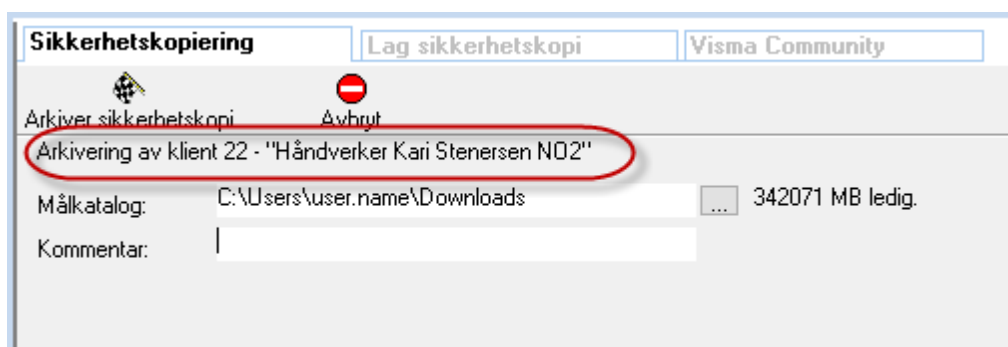 Sikkerhetskopiering Lag sikkerhetskopi Visma Community
Arkiver sikkerhetskopi Avbryt
Arkivering av klient 22 - "Håndverker Kari Stenersen NO2"
Målkatalog: C:\Users\user.name\Downloads ... 342071 MB ledig.
Kommentar: